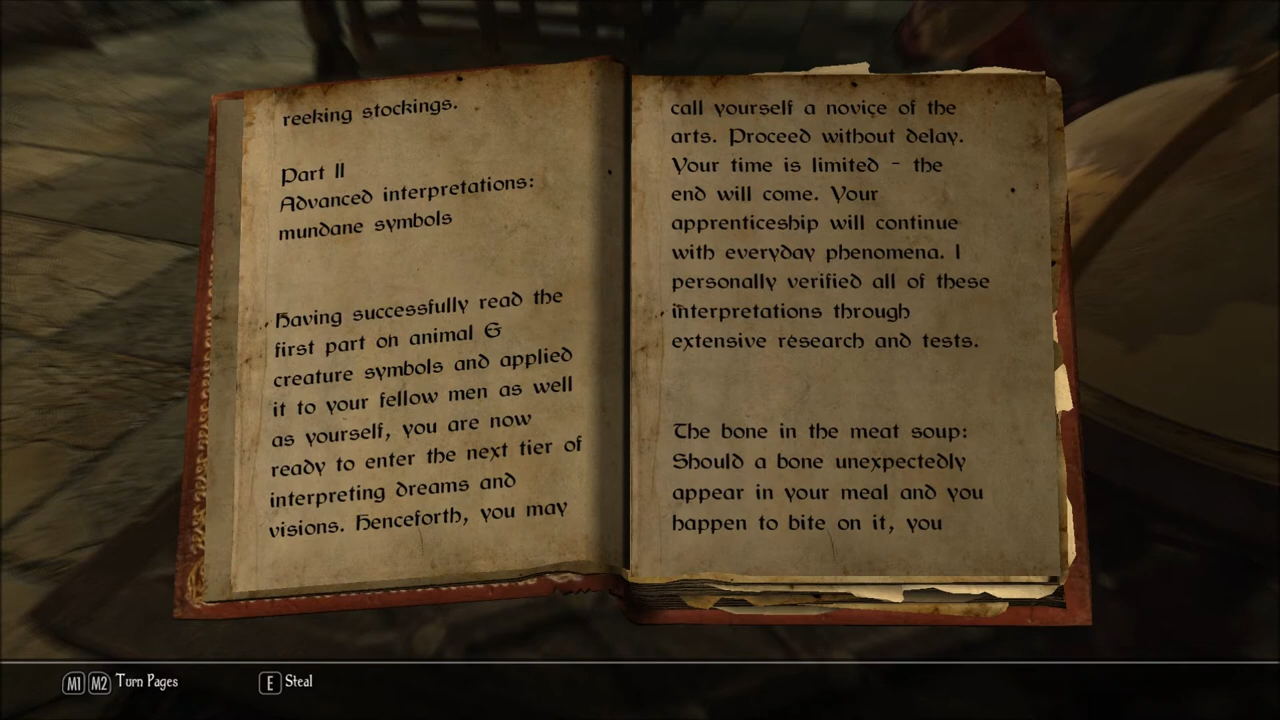 reeking stockings.
Part II
Advanced interpretations:
mundane symbols
Having successfully read the
first part on animal &
creature symbols and applied
it to your fellow men as well
as yourself, you are now
ready to enter the next tier of
interpreting dreams and
visions. Henceforth, you may
call yourself a novice of the
arts. Proceed without delay.
Your time is limited - the
end will come. Your
apprenticeship will continue
with everyday phenomena. I
personally verified all of these
interpretations through
extensive research and tests.
The bone in the meat soup:
Should a bone unexpectedly
appear in your meal and you
happen to bite on it, you
M1 M2 Turn Pages
E Steal